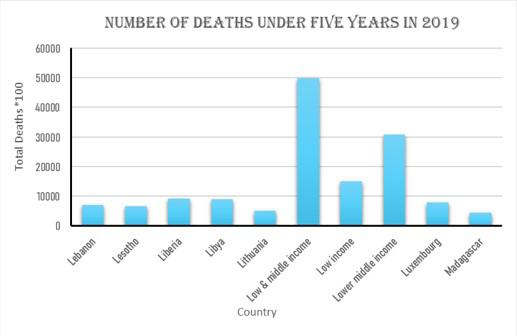 NUMBER OF DEATHS UNDER FIVE YEARS IN 2019
60000
50000
40000
30000
20000
10000
0
Total Deaths *100
Lebanon
Lesotho
Liberia
Libya
Lithuania
Low & middle income
Low income
Lower middle income
Luxembourg
Madagascar
Country